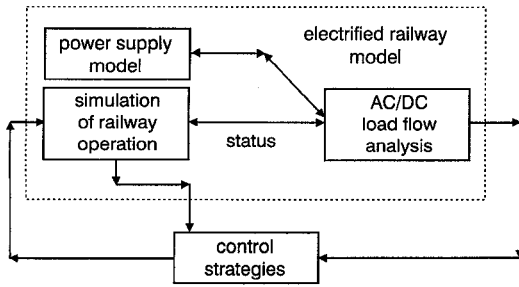 electrified railway
model
power supply
model
simulation
of railway
operation
status
AC/DC
load flow
analysis
control
strategies